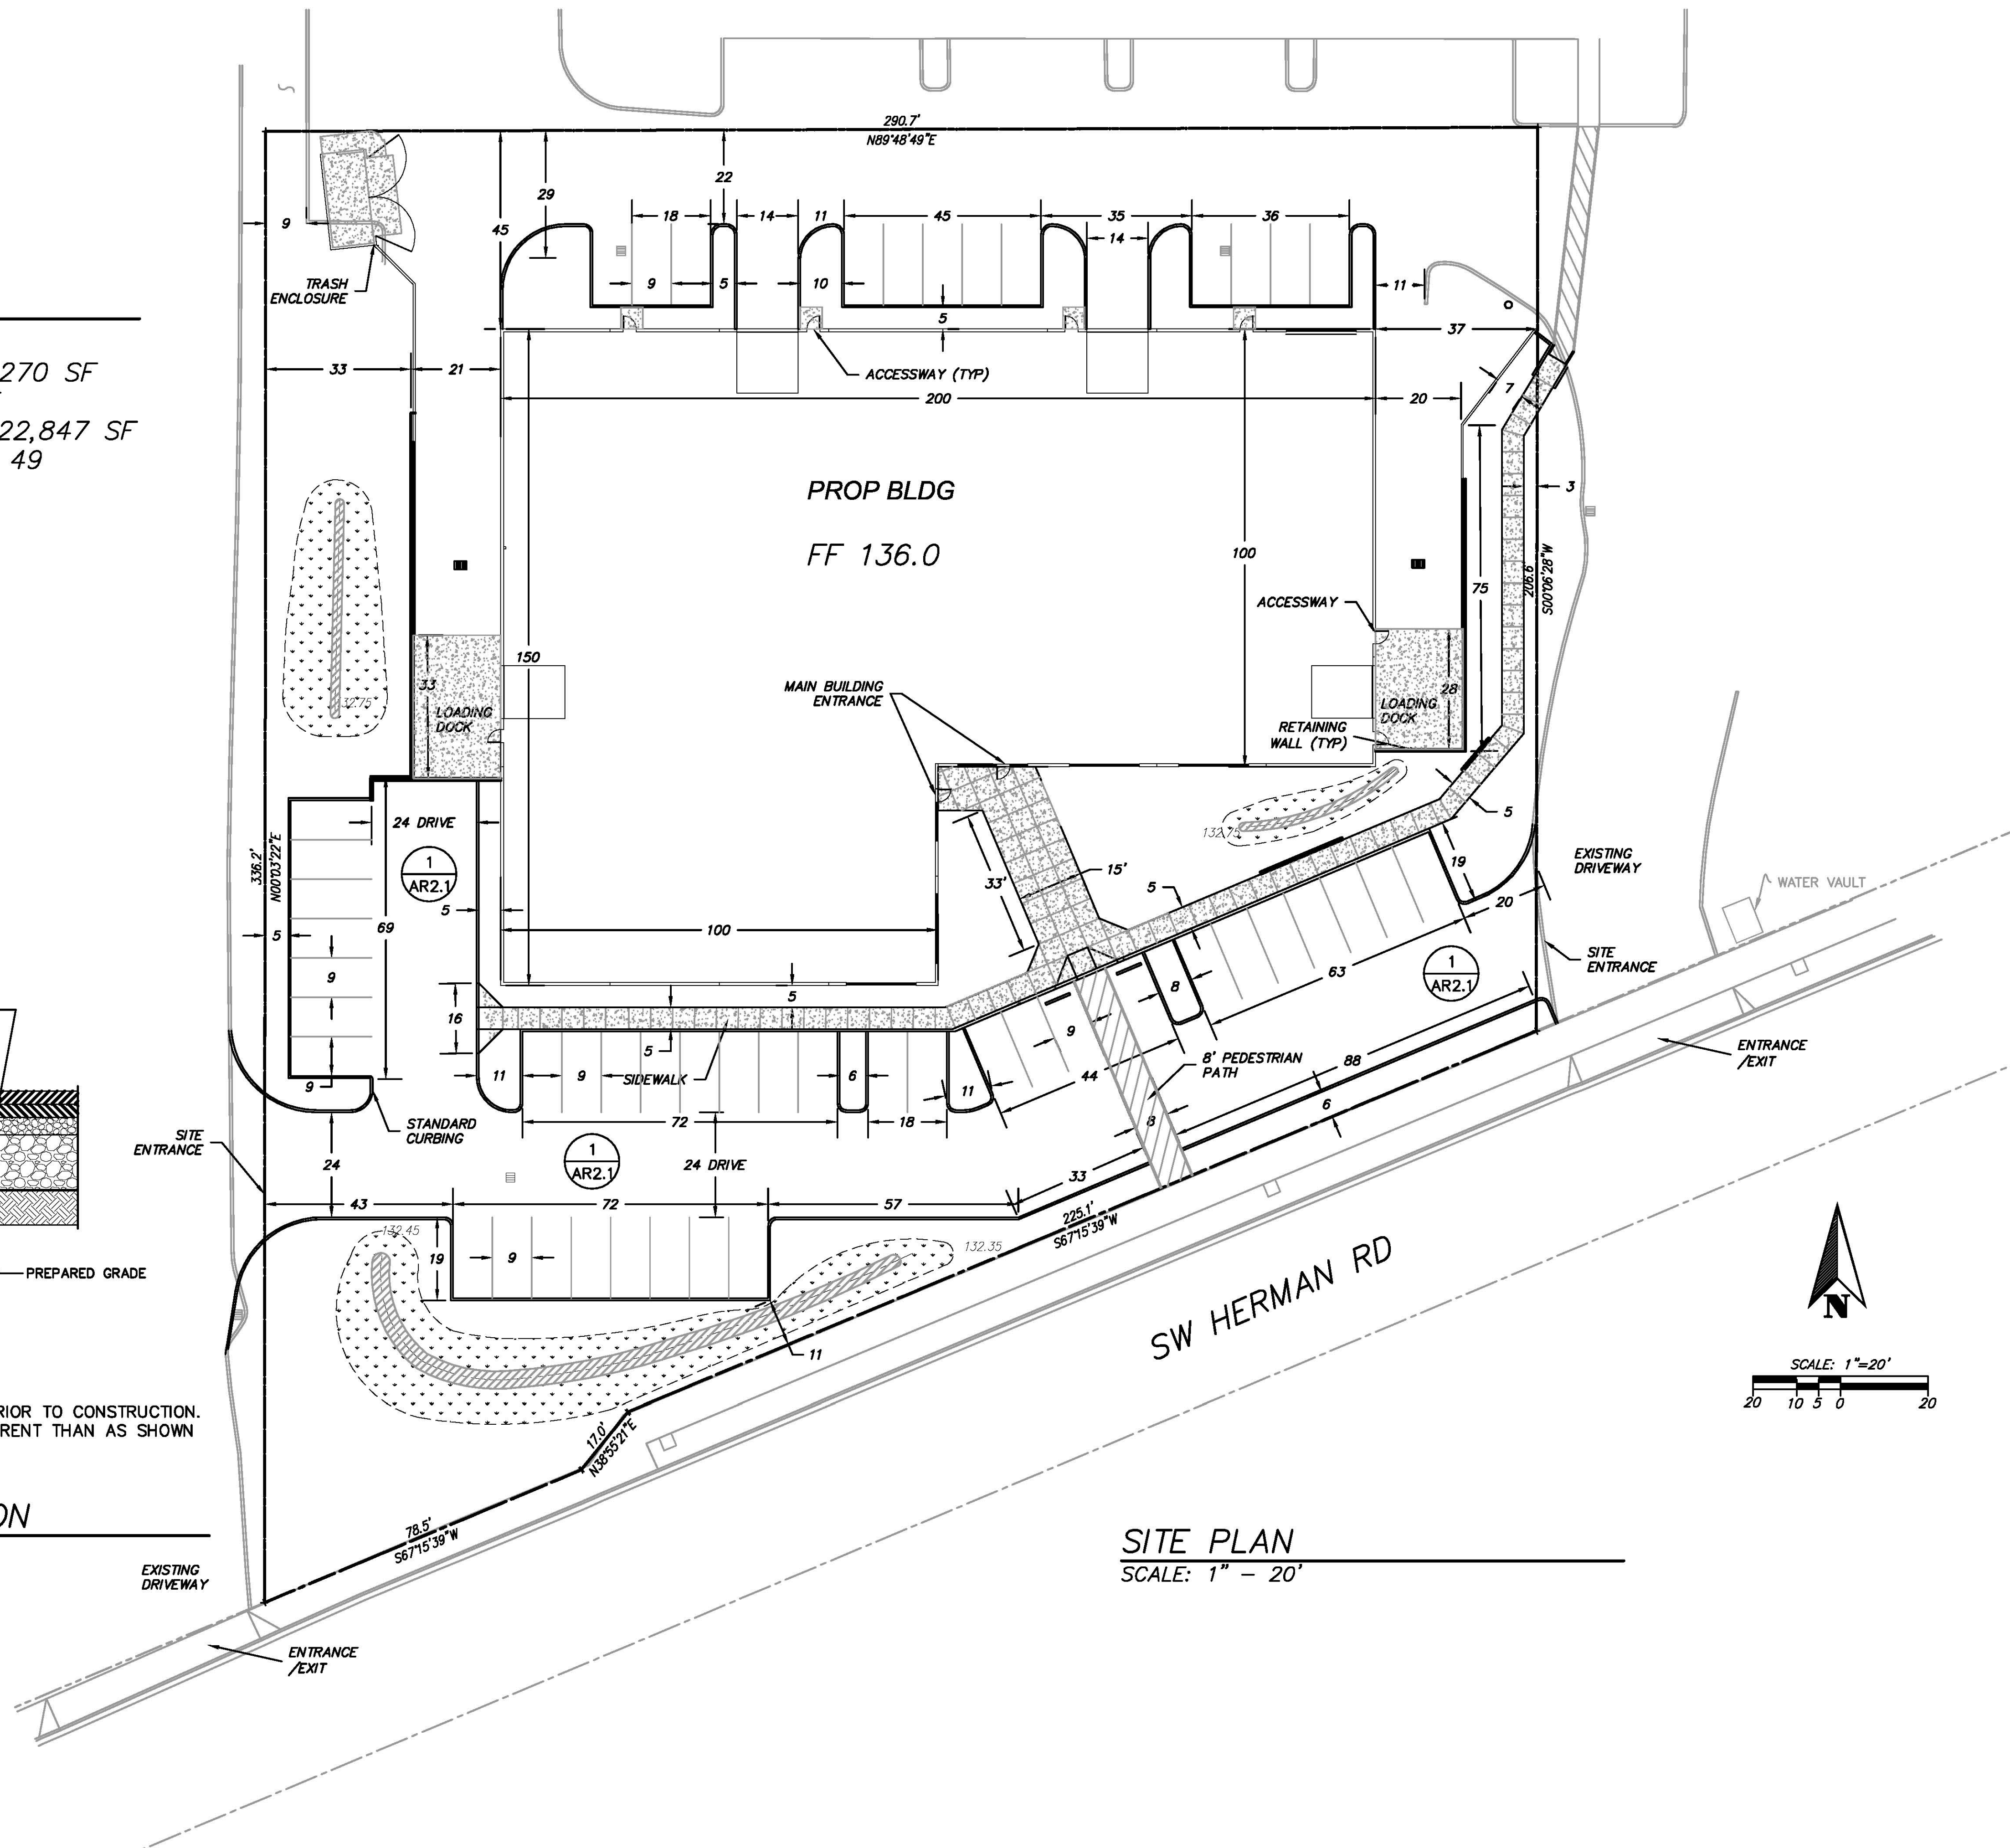 290.7'
N89°48'49"E
22
29
45
9
18
14
11
45
35
36
14
9
5
10
11
5
37
TRASH
ENCLOSURE
33
21
ACCESSWAY (TYP)
200
20
7
270 SF
22,847 SF
49
PROP BLDG
FF 136.0
3
100
75
206.6'
S00°06'28"W
ACCESSWAY
150
33
LOADING
DOCK
28
LOADING
DOCK
MAIN BUILDING
ENTRANCE
RETAINING
WALL (TYP)
132.75
24 DRIVE
5
336.2'
N00°03'22"E
1
AR2.1
33'
15'
5
19
EXISTING
DRIVEWAY
WATER VAULT
5
5
69
100
20
63
SITE
ENTRANCE
1
AR2.1
9
16
5
5
8
9
11
9
SIDEWALK
6
11
44
8' PEDESTRIAN
PATH
88
6
ENTRANCE
/EXIT
9
STANDARD
CURBING
72
18
SITE
ENTRANCE
24
1
AR2.1
24 DRIVE
33
8
43
72
57
225.1'
S67°15'39"W
132.45
19
9
132.35
PREPARED GRADE
11
SW HERMAN RD
N
SCALE: 1"=20'
20 10 5 0 20
RIOR TO CONSTRUCTION.
RENT THAN AS SHOWN
17.0'
N38°55'21"E
ON
78.5'
S67°15'39"W
SITE PLAN
SCALE: 1" - 20'
EXISTING
DRIVEWAY
ENTRANCE
/EXIT